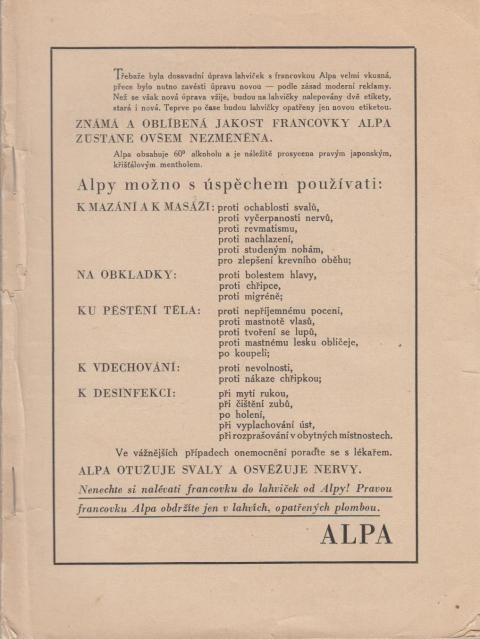 Třebaže byla dosavadní úprava lahviček s francovkou Alpa velmi vkusná,
přece bylo nutno zavésti úpravu novou — podle zásad moderní reklamy.
Než se však nová úprava vžije, budou na lahvičky nalepovány dvě etikety,
stará i nová. Teprve po čase budou lahvičky opatřeny jen novou etiketou.
ZNÁMÁ A OBLÍBENÁ JAKOST FRANCOVKY ALPA
ZŮSTANE OVŠEM NEZMĚNĚNA.
Alpa obsahuje 60° alkoholu a je náležitě prosycena pravým japonským,
křišťálovým mentholem.
Alpy možno s úspěchem používati:
K MAZÁNÍ A K MASÁŽI: proti ochablosti svalů,
proti vyčerpanosti nervů,
proti revmatismu,
proti nachlazení,
proti studeným nohám,
pro zlepšení krevního oběhu;
NA OBKLADKY: proti bolestem hlavy,
proti chřipce,
proti migréně;
KU PĚSTĚNÍ TĚLA: proti nepříjemnému pocení,
proti mastnotě vlasů,
proti tvoření se lupů,
proti mastnému lesku obličeje,
po koupeli;
K VDECHOVÁNÍ: proti nevolnosti,
proti nákaze chřipkou;
K DESINFEKCI: při mytí rukou,
při čištění zubů,
po holení,
při vyplachování úst,
při rozprašování v obytných místnostech.
Ve vážnějších případech onemocnění poraďte se s lékařem.
ALPA OTUŽUJE SVALY A OSVĚŽUJE NERVY.
Nenechte si nalévati francovku do lahviček od Alpy! Pravou
francovku Alpa obdržíte jen v lahvích, opatřených plombou.
ALPA